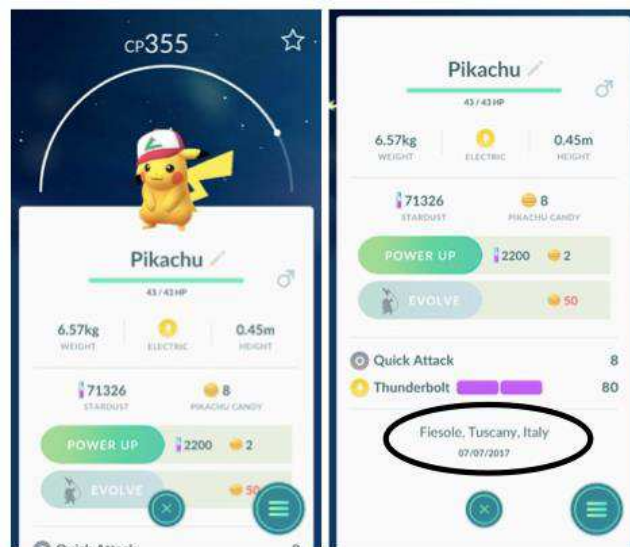 CP355
Pikachu
43 / 43 HP
6.57kg 0.45m
WEIGHT ELECTRIC HEIGHT
71326 8
STARDUST PIKACHU CANDY
POWER UP 2200 2
EVOLVE 50
Quick Attack
Pikachu
43 / 43 HP
6.57kg 0.45m
WEIGHT ELECTRIC HEIGHT
71326 8
STARDUST PIKACHU CANDY
POWER UP 2200 2
EVOLVE 50
Quick Attack 8
Thunderbolt 80
Fiesole, Tuscany, Italy
07/07/2017